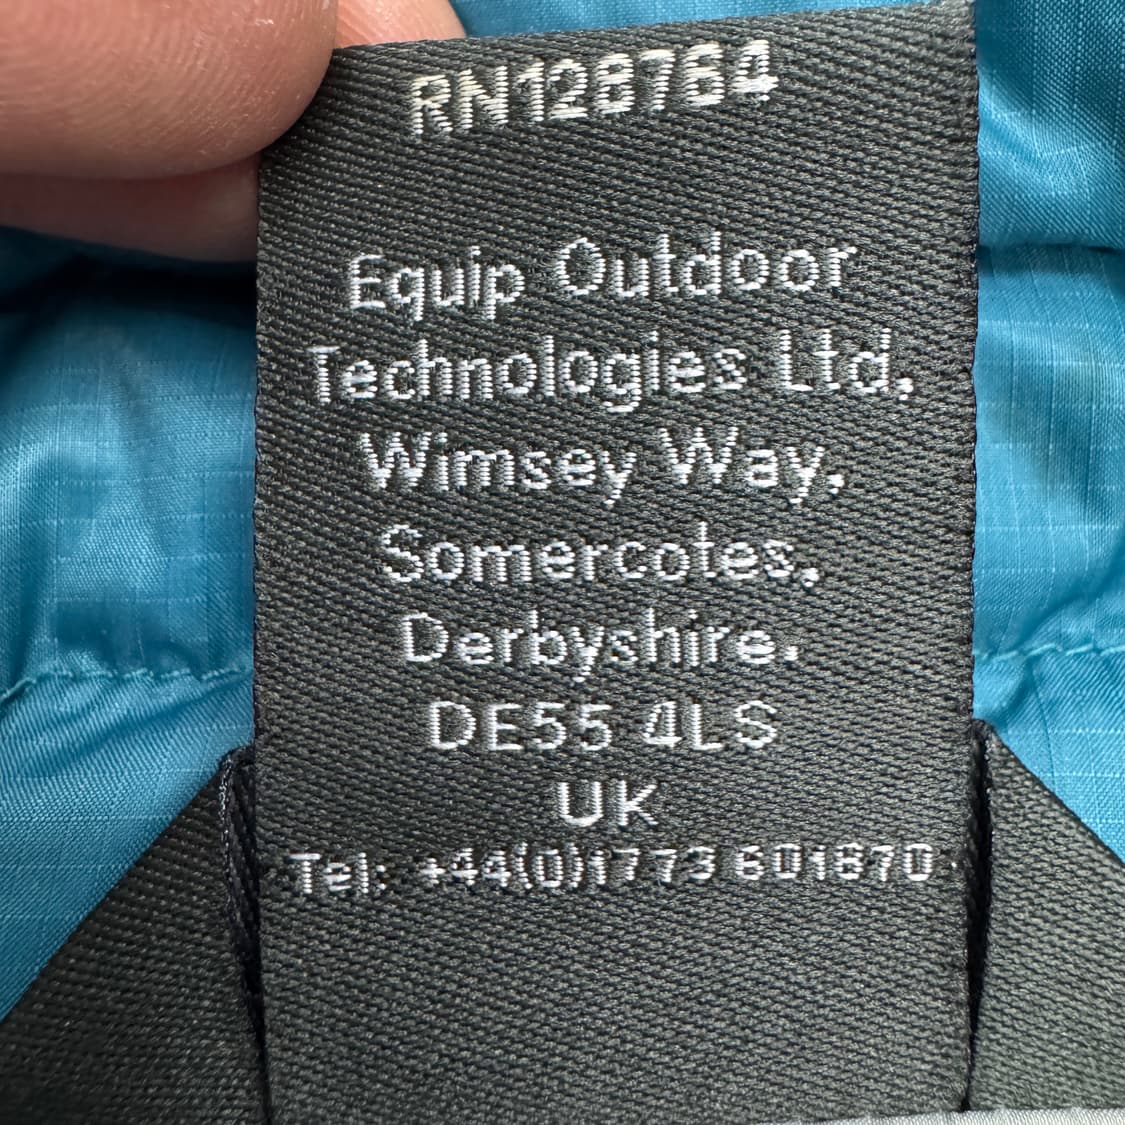 RN128764
Equip Outdoor
Technologies Ltd,
Wimsey Way,
Somercotes,
Derbyshire.
DE55 4LS
UK
Tel: +44(0)1773 601870